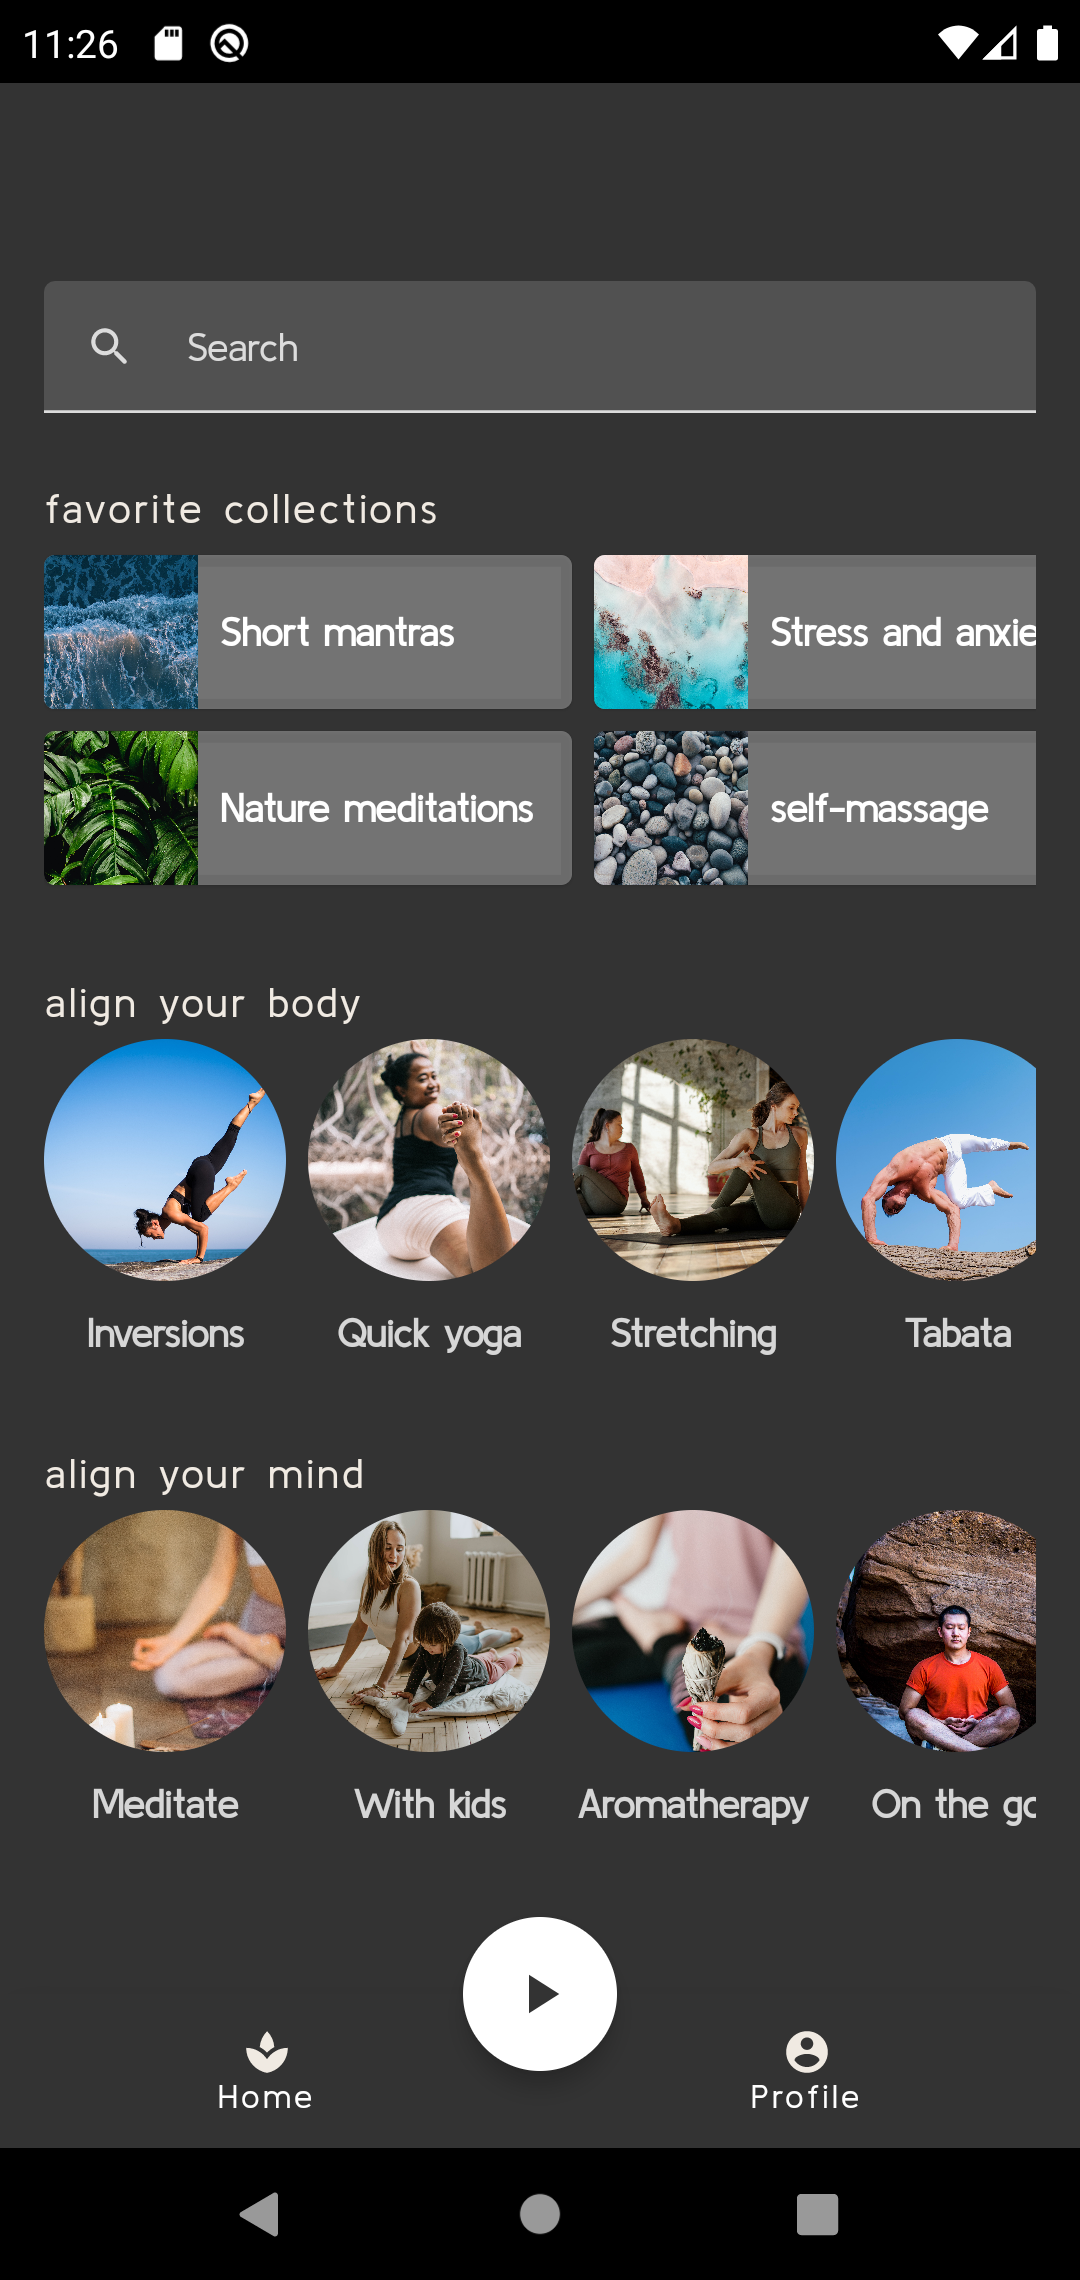 11:26
Search
favorite collections
Short mantras
Stress and anxie
Nature meditations
self-massage
align your body
Inversions
Quick yoga
Stretching
Tabata
align your mind
Meditate
With kids
Aromatherapy
On the go
Home
Profile